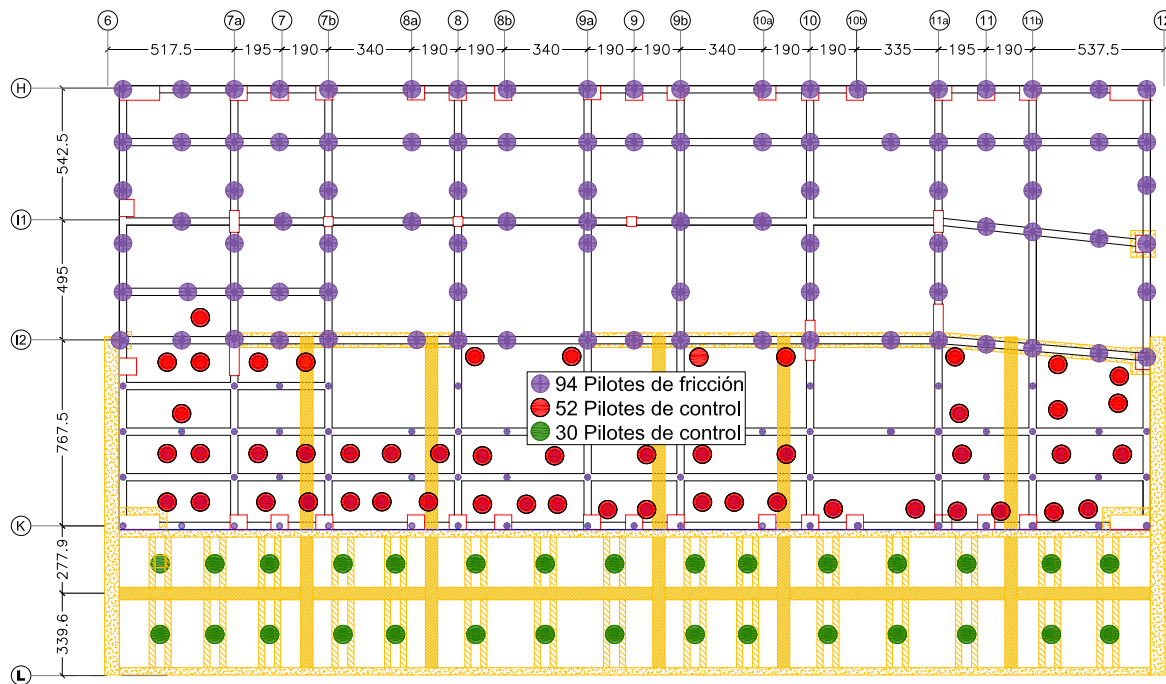 6 7a 7 7b 8a 8 8b 9a 9 9b 10a 10 10b 11a 11 11b 12
517.5 195 190 340 190 190 340 190 190 340 190 190 335 195 190 537.5
H
542.5
I1
495
I2
94 Pilotes de fricción
52 Pilotes de control
30 Pilotes de control
767.5
K
277.9
339.6
L